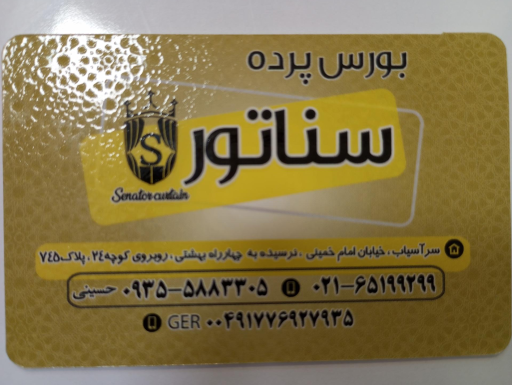 بورس پرده
سناتور
S
Senator curtain
سرآسیاب ، خیابان امام خمینی ، نرسیده به چهارراه بهشتی ، روبروی کوچه ۲۴ ، پلاک ۷۴۵
۰۲۱-۶۵۱۹۹۲۹۹ ۰۹۳۵-۵۸۸۳۳۰۵ حسینی
GER ۰۰۴۹۱۷۷۶۹۲۷۹۳۵